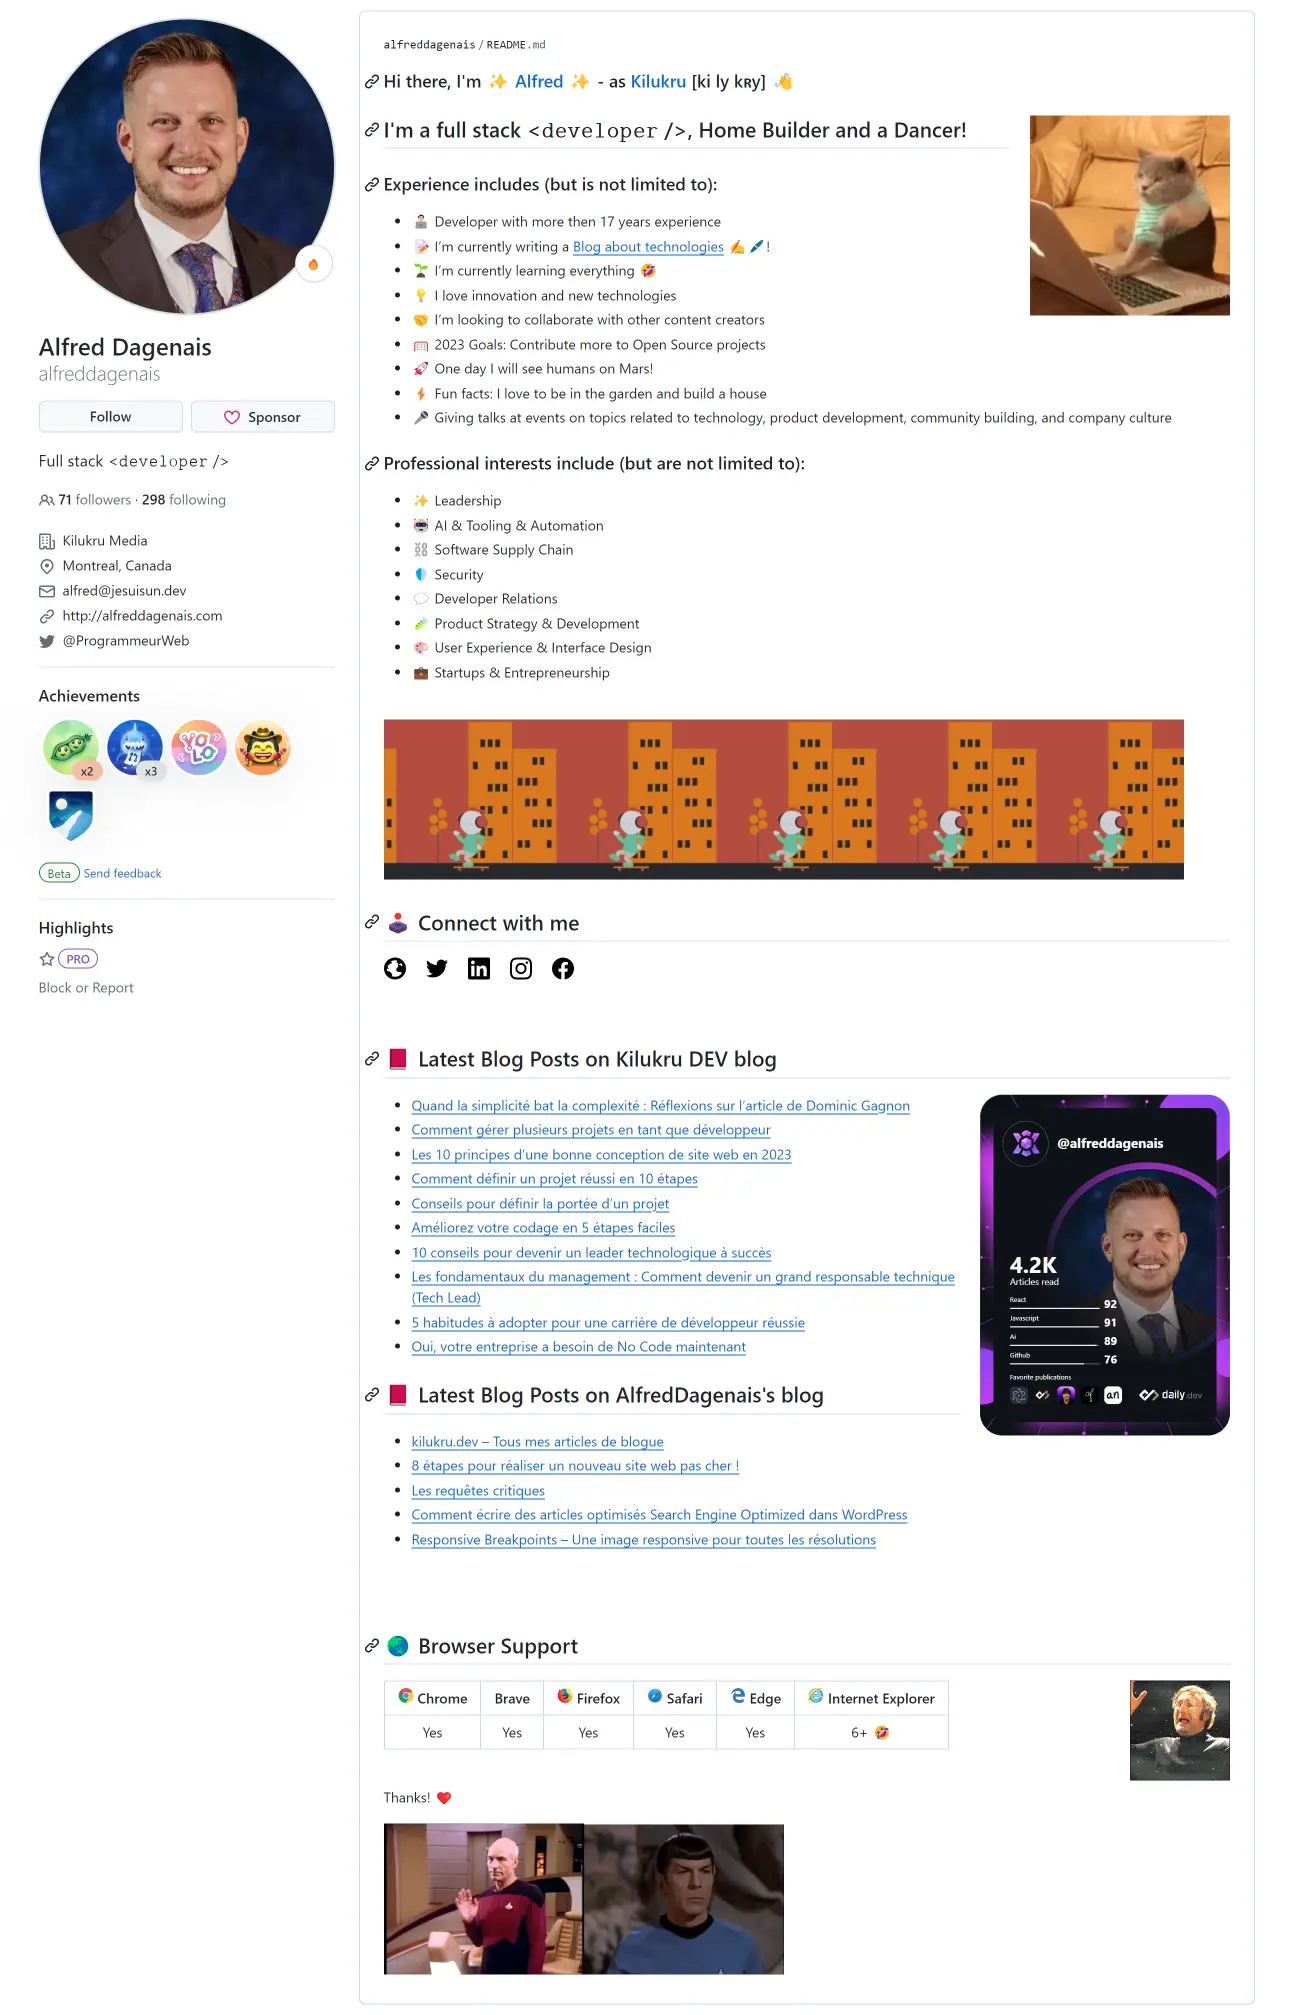 Alfred Dagenais
alfreddagenais
Follow
Sponsor
Full stack <developer />
71 followers · 298 following
Kilukru Media
Montreal, Canada
alfred@jesuisun.dev
http://alfreddagenais.com
@ProgrammeurWeb
Achievements
x2
x3
YOLO
Beta Send feedback
Highlights
PRO
Block or Report
alfreddagenais / README.md
Hi there, I'm ✨ Alfred ✨ - as Kilukru [ki ly kʀy] 👋
I'm a full stack <developer />, Home Builder and a Dancer!
Experience includes (but is not limited to):
Developer with more then 17 years experience
I’m currently writing a Blog about technologies ✍️ 🖋️ !
I’m currently learning everything 🤣
I love innovation and new technologies
I’m looking to collaborate with other content creators
2023 Goals: Contribute more to Open Source projects
One day I will see humans on Mars!
Fun facts: I love to be in the garden and build a house
Giving talks at events on topics related to technology, product development, community building, and company culture
Professional interests include (but are not limited to):
Leadership
AI & Tooling & Automation
Software Supply Chain
Security
Developer Relations
Product Strategy & Development
User Experience & Interface Design
Startups & Entrepreneurship
Connect with me
Latest Blog Posts on Kilukru DEV blog
Quand la simplicité bat la complexité : Réflexions sur l’article de Dominic Gagnon
Comment gérer plusieurs projets en tant que développeur
Les 10 principes d’une bonne conception de site web en 2023
Comment définir un projet réussi en 10 étapes
Conseils pour définir la portée d’un projet
Améliorez votre codage en 5 étapes faciles
10 conseils pour devenir un leader technologique à succès
Les fondamentaux du management : Comment devenir un grand responsable technique
(Tech Lead)
5 habitudes à adopter pour une carrière de développeur réussie
Oui, votre entreprise a besoin de No Code maintenant
@alfreddagenais
4.2K
Articles read
React 92
Javascript 91
Ai 89
Github 76
Favorite publications
an
daily.dev
Latest Blog Posts on AlfredDagenais's blog
kilukru.dev – Tous mes articles de blogue
8 étapes pour réaliser un nouveau site web pas cher !
Les requêtes critiques
Comment écrire des articles optimisés Search Engine Optimized dans WordPress
Responsive Breakpoints – Une image responsive pour toutes les résolutions
Browser Support
Chrome Brave Firefox Safari Edge Internet Explorer
Yes Yes Yes Yes Yes 6+ 🤣
Thanks! ❤️